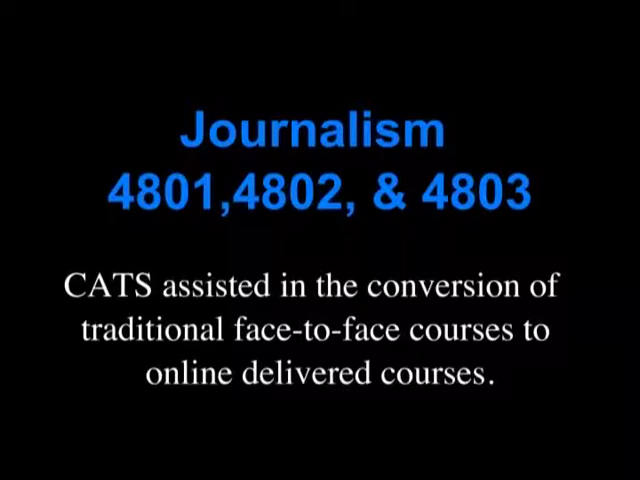 Journalism
4801,4802, & 4803
CATS assisted in the conversion of
traditional face-to-face courses to
online delivered courses.